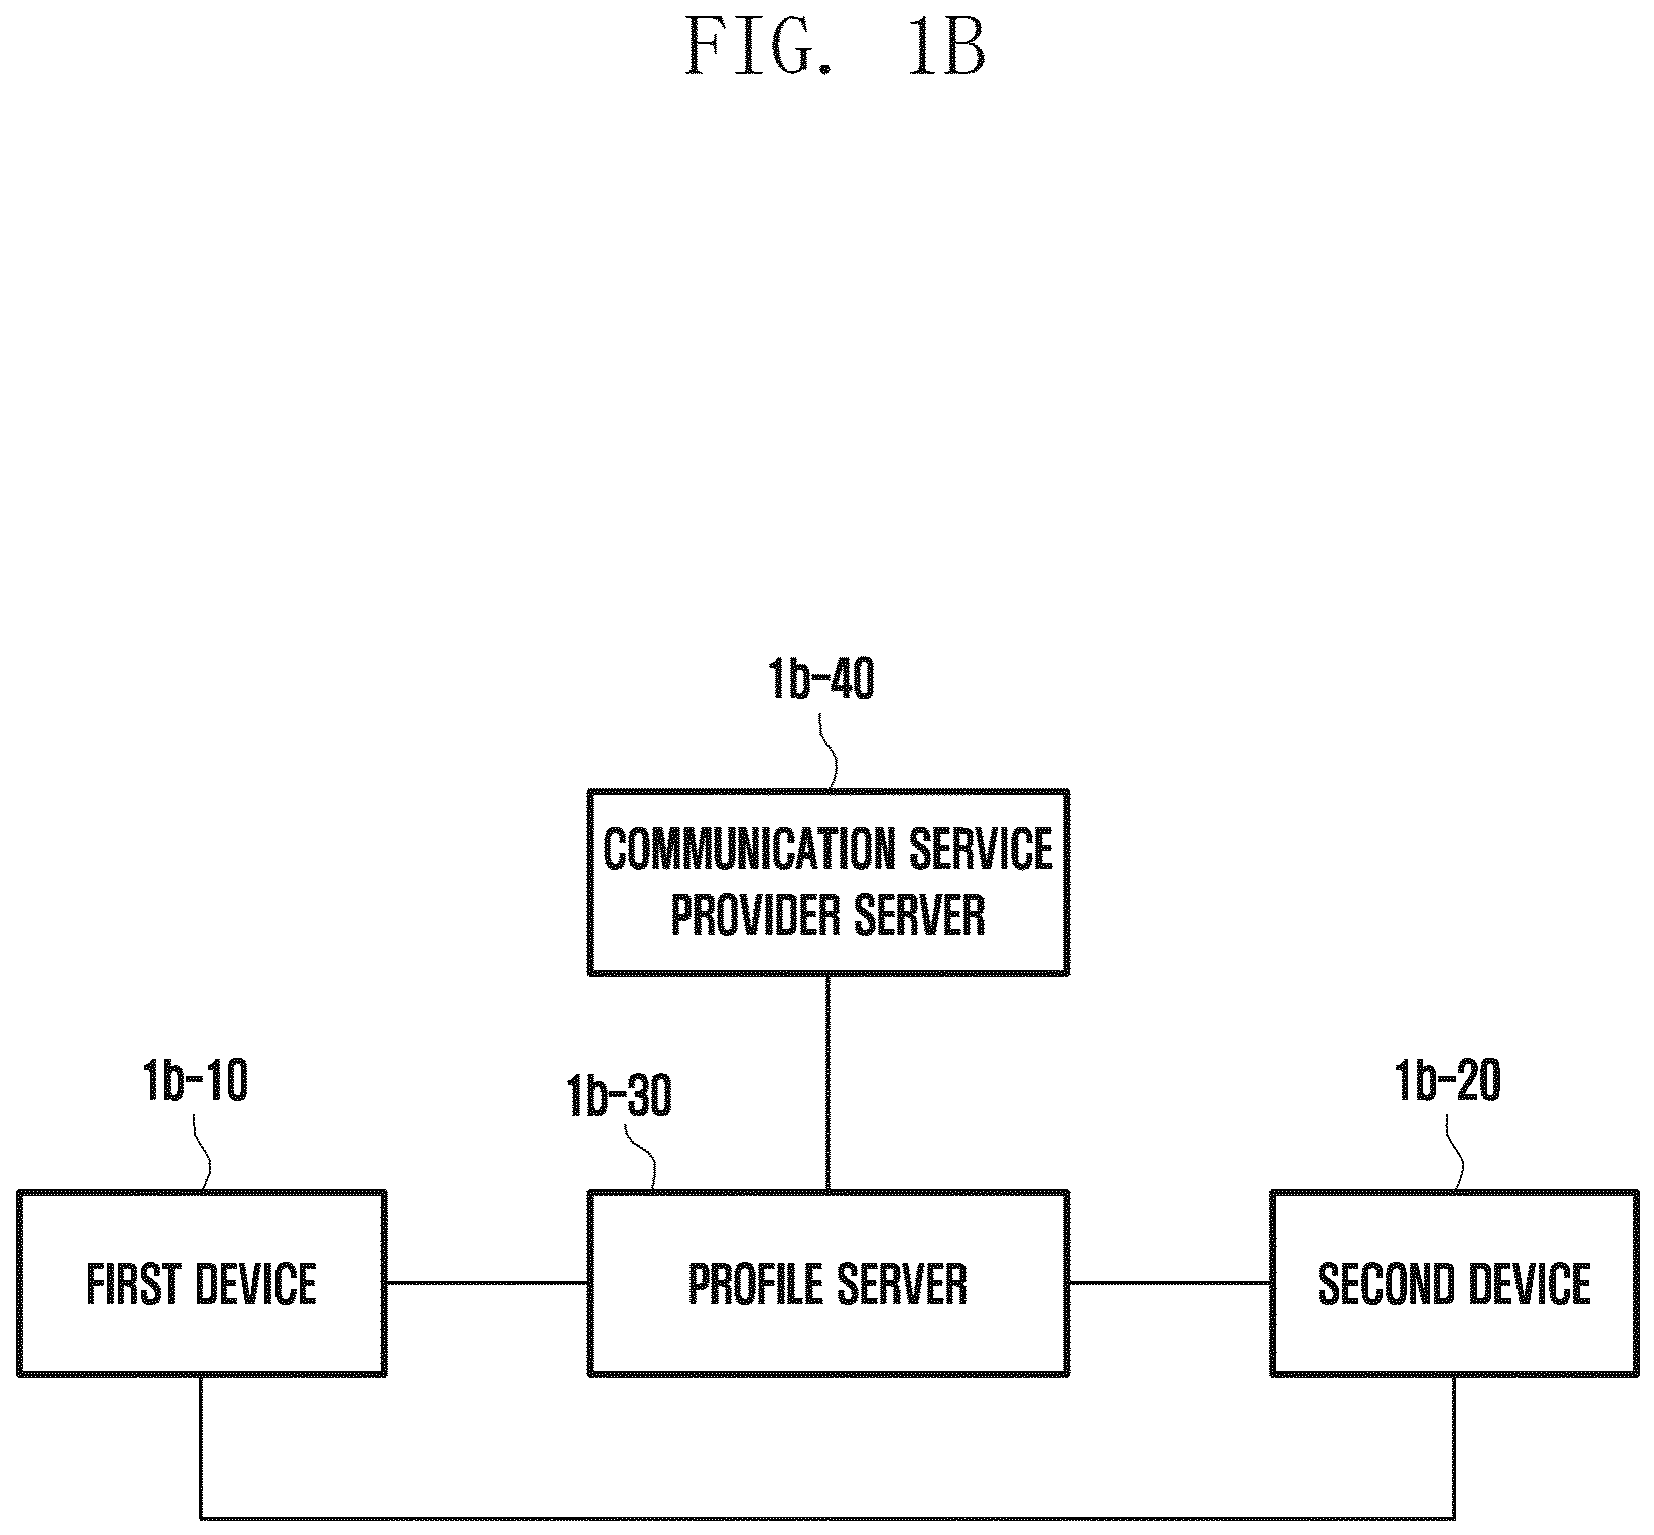 FIG. 1B
1b-40
COMMUNICATION SERVICE
PROVIDER SERVER
1b-10
1b-30
1b-20
FIRST DEVICE
PROFILE SERVER
SECOND DEVICE